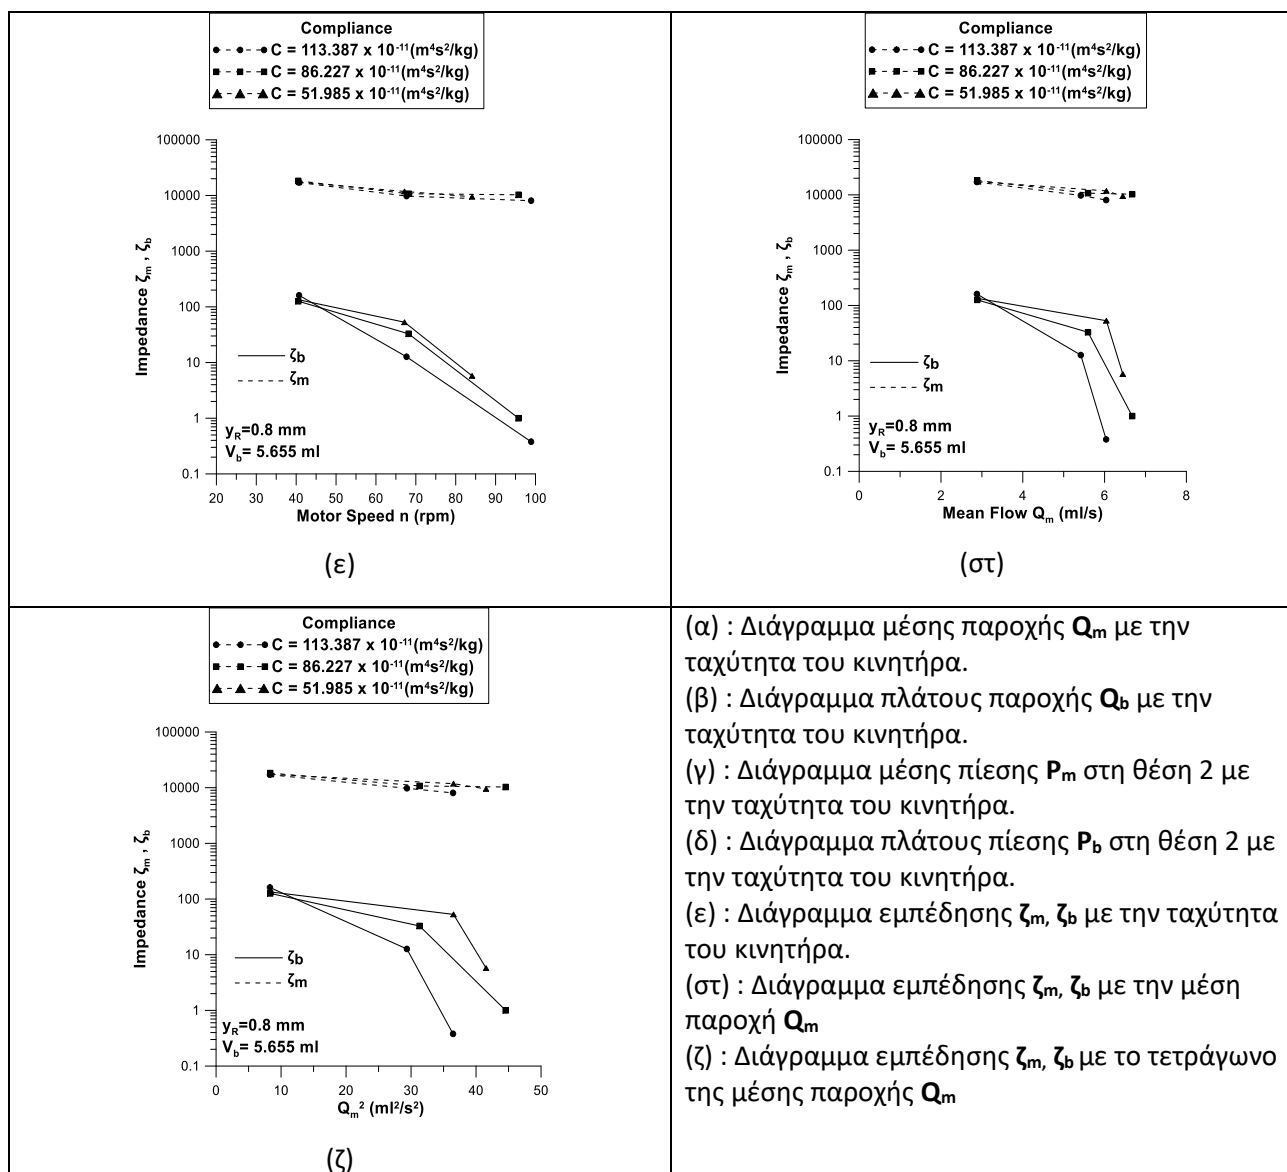 Compliance
C = 113.387 x 10⁻¹¹(m⁴s²/kg)
C = 86.227 x 10⁻¹¹(m⁴s²/kg)
C = 51.985 x 10⁻¹¹(m⁴s²/kg)
100000
10000
1000
100
10
1
0.1
Impedance ζm , ζb
ζb
ζm
yR=0.8 mm
Vb= 5.655 ml
20 30 40 50 60 70 80 90 100
Motor Speed n (rpm)
(ε)
Compliance
C = 113.387 x 10⁻¹¹(m⁴s²/kg)
C = 86.227 x 10⁻¹¹(m⁴s²/kg)
C = 51.985 x 10⁻¹¹(m⁴s²/kg)
100000
10000
1000
100
10
1
0.1
Impedance ζm , ζb
ζb
ζm
yR=0.8 mm
Vb= 5.655 ml
0 2 4 6 8
Mean Flow Qm (ml/s)
(στ)
Compliance
C = 113.387 x 10⁻¹¹(m⁴s²/kg)
C = 86.227 x 10⁻¹¹(m⁴s²/kg)
C = 51.985 x 10⁻¹¹(m⁴s²/kg)
100000
10000
1000
100
10
1
0.1
Impedance ζm , ζb
ζb
ζm
yR=0.8 mm
Vb= 5.655 ml
0 10 20 30 40 50
Qm² (ml²/s²)
(ζ)
(α) : Διάγραμμα μέσης παροχής Qm με την
ταχύτητα του κινητήρα.
(β) : Διάγραμμα πλάτους παροχής Qb με την
ταχύτητα του κινητήρα.
(γ) : Διάγραμμα μέσης πίεσης Pm στη θέση 2 με
την ταχύτητα του κινητήρα.
(δ) : Διάγραμμα πλάτους πίεσης Pb στη θέση 2 με
την ταχύτητα του κινητήρα.
(ε) : Διάγραμμα εμπέδησης ζm, ζb με την ταχύτητα
του κινητήρα.
(στ) : Διάγραμμα εμπέδησης ζm, ζb με την μέση
παροχή Qm
(ζ) : Διάγραμμα εμπέδησης ζm, ζb με το τετράγωνο
της μέσης παροχής Qm